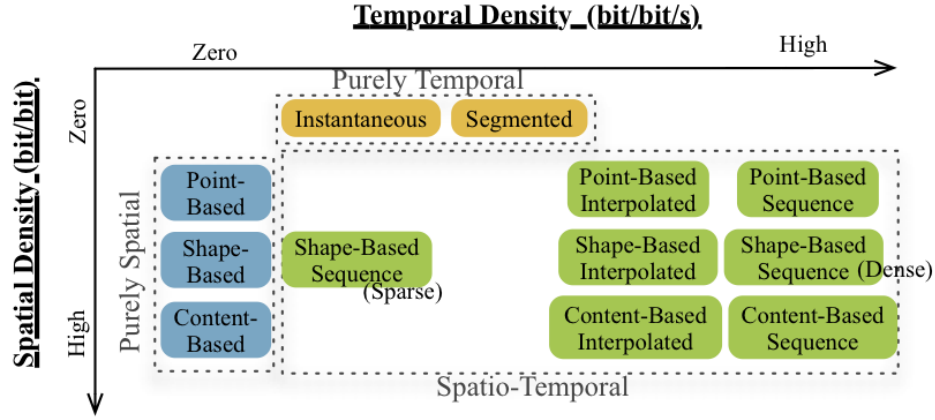 Temporal Density (bit/bit/s)
Zero
High
Purely Temporal
Instantaneous
Segmented
Spatial Density (bit/bit)
Zero
High
Purely Spatial
Point-
Based
Shape-
Based
Content-
Based
Shape-Based
Sequence
(Sparse)
Point-Based
Interpolated
Point-Based
Sequence
Shape-Based
Interpolated
Shape-Based
Sequence
(Dense)
Content-Based
Interpolated
Content-Based
Sequence
Spatio-Temporal